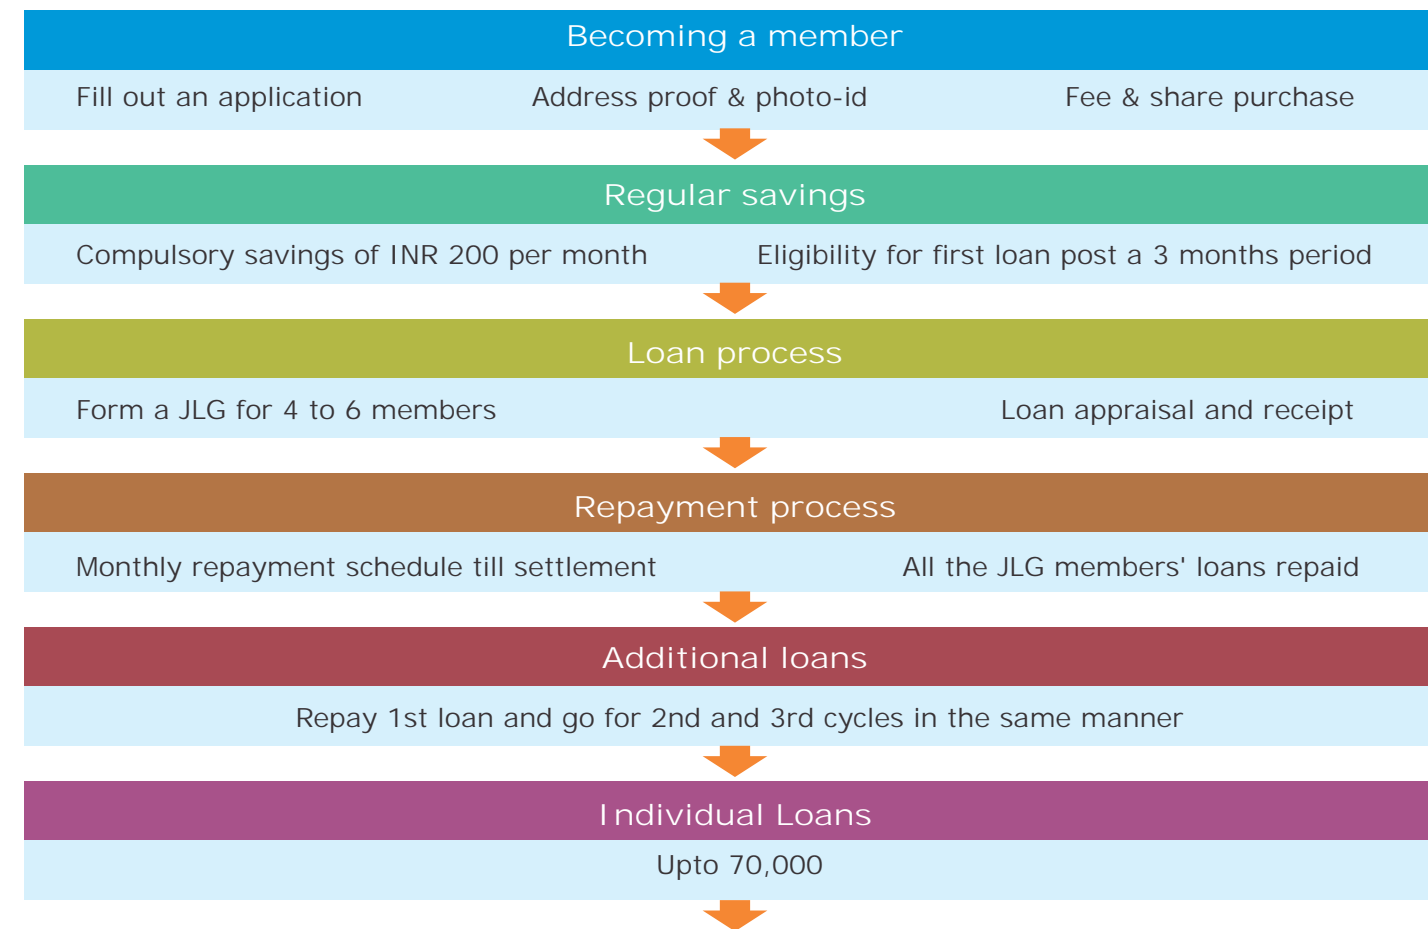 Becoming a member
Fill out an application Address proof & photo-id Fee & share purchase
Regular savings
Compulsory savings of INR 200 per month Eligibility for first loan post a 3 months period
Loan process
Form a JLG for 4 to 6 members Loan appraisal and receipt
Repayment process
Monthly repayment schedule till settlement All the JLG members' loans repaid
Additional loans
Repay 1st loan and go for 2nd and 3rd cycles in the same manner
Individual Loans
Upto 70,000